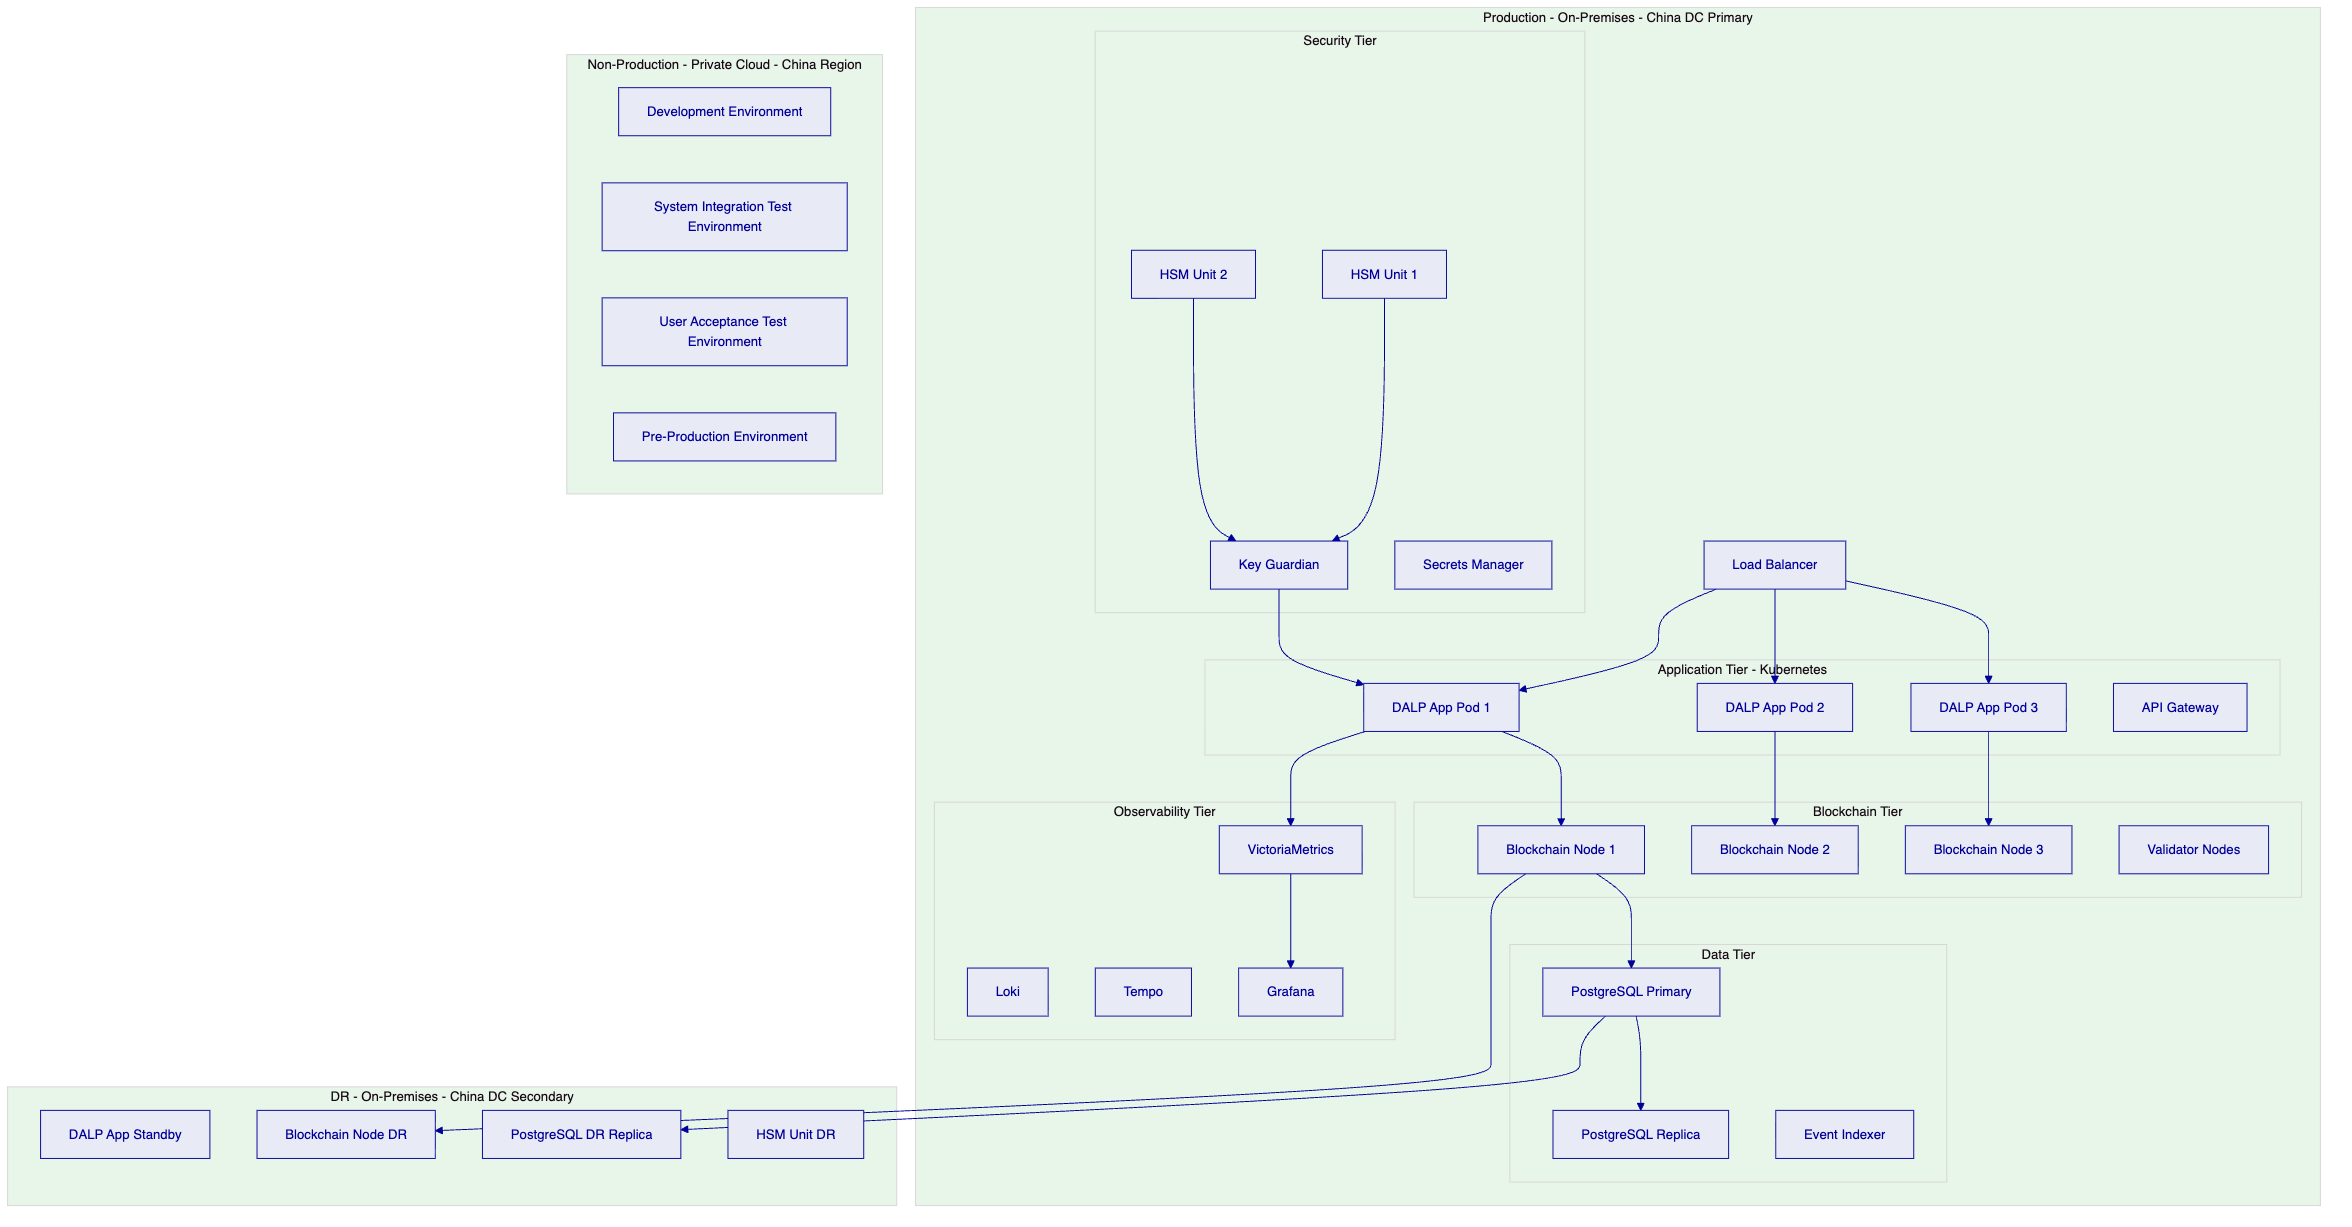 Production - On-Premises - China DC Primary
Security Tier
Non-Production - Private Cloud - China Region
Development Environment
System Integration Test
Environment
User Acceptance Test
Environment
Pre-Production Environment
HSM Unit 2
HSM Unit 1
Key Guardian
Secrets Manager
Load Balancer
Application Tier - Kubernetes
DALP App Pod 1
DALP App Pod 2
DALP App Pod 3
API Gateway
Observability Tier
VictoriaMetrics
Loki
Tempo
Grafana
Blockchain Tier
Blockchain Node 1
Blockchain Node 2
Blockchain Node 3
Validator Nodes
Data Tier
PostgreSQL Primary
PostgreSQL Replica
Event Indexer
DR - On-Premises - China DC Secondary
DALP App Standby
Blockchain Node DR
PostgreSQL DR Replica
HSM Unit DR